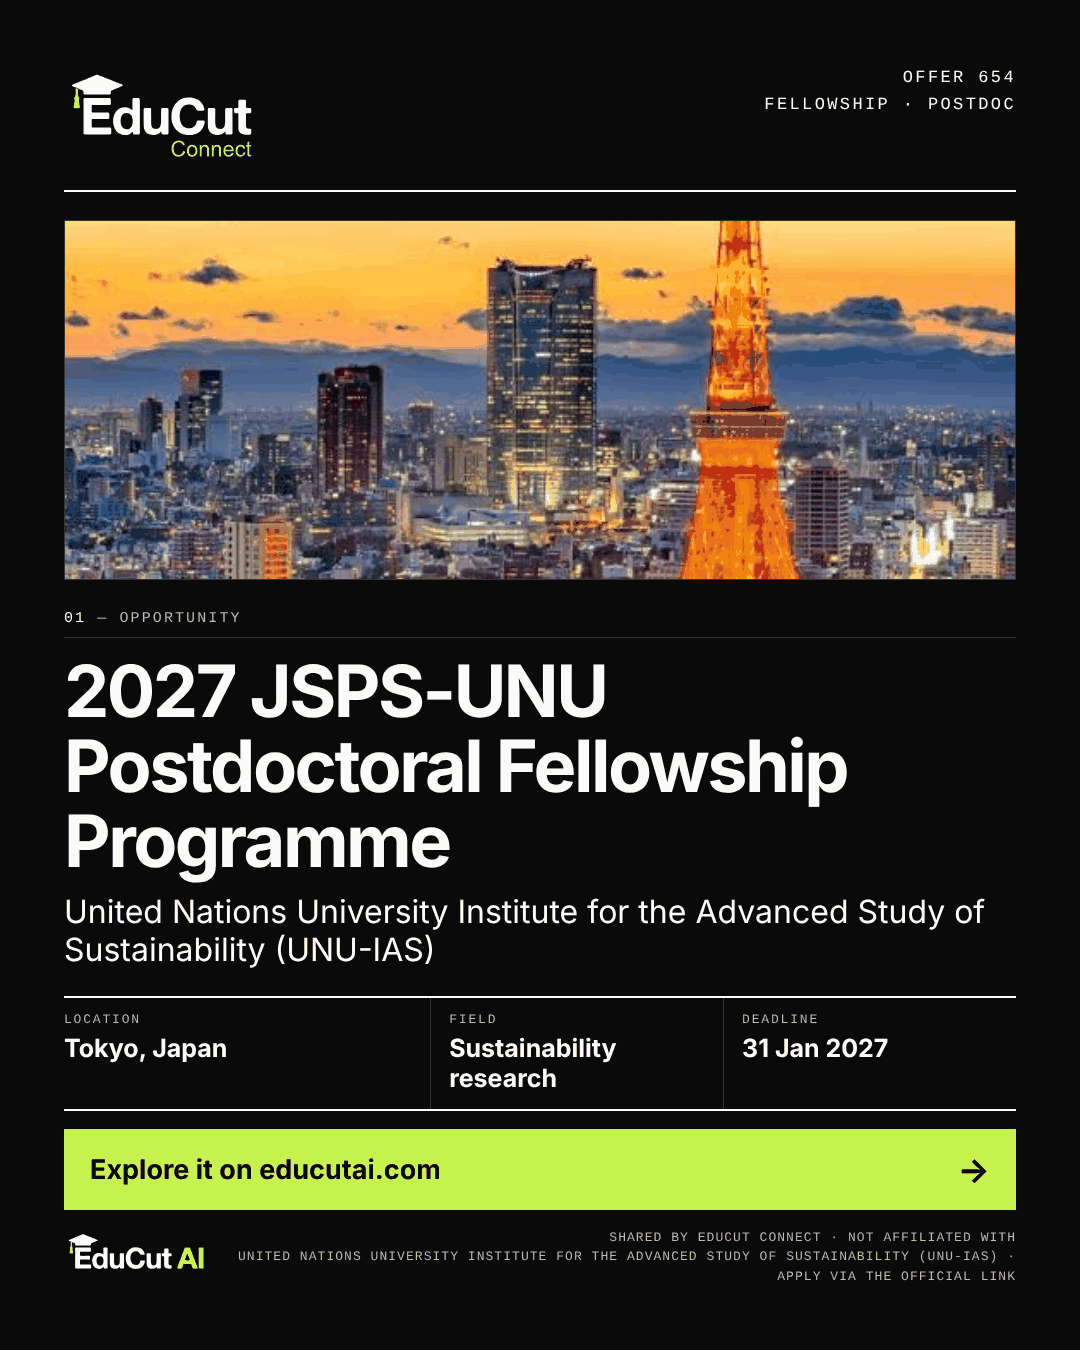 EduCut
Connect
OFFER 654
FELLOWSHIP · POSTDOC
01 — OPPORTUNITY
2027 JSPS-UNU
Postdoctoral Fellowship
Programme
United Nations University Institute for the Advanced Study of
Sustainability (UNU-IAS)
LOCATION
Tokyo, Japan
FIELD
Sustainability
research
DEADLINE
31 Jan 2027
Explore it on educutai.com →
EduCut AI
SHARED BY EDUCUT CONNECT · NOT AFFILIATED WITH
UNITED NATIONS UNIVERSITY INSTITUTE FOR THE ADVANCED STUDY OF SUSTAINABILITY (UNU-IAS) ·
APPLY VIA THE OFFICIAL LINK